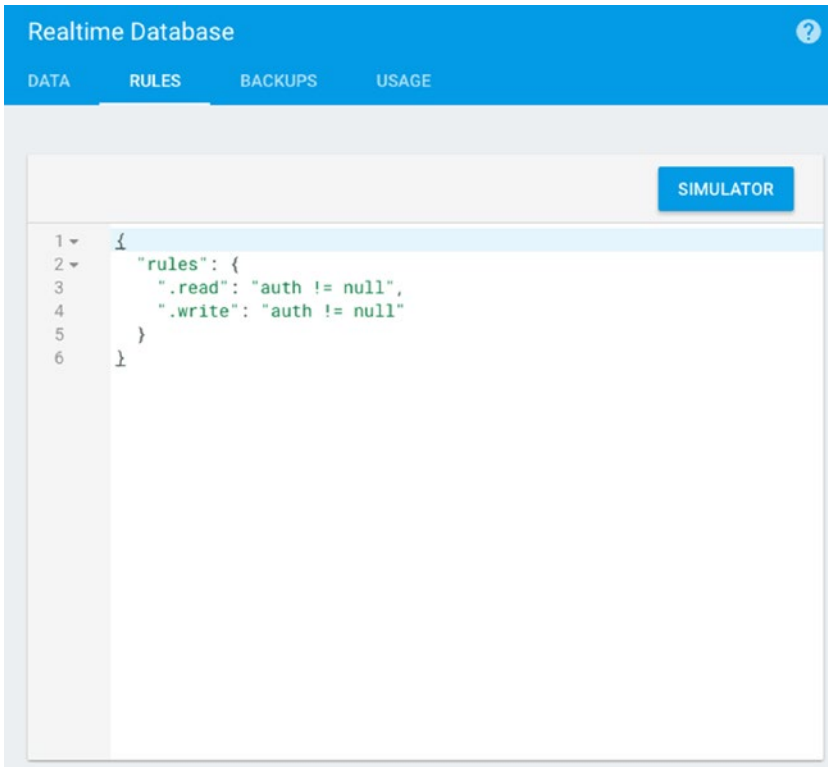 Realtime Database
DATA RULES BACKUPS USAGE
SIMULATOR
1 {
2 "rules": {
3 ".read": "auth != null",
4 ".write": "auth != null"
5 }
6 }